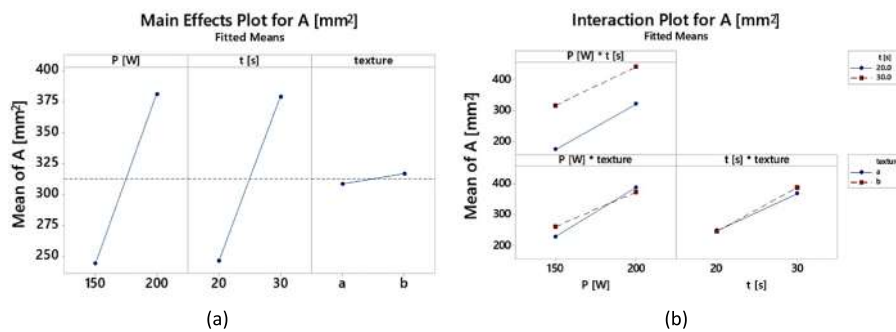 Main Effects Plot for A [mm²]
Fitted Means
P [W] t [s] texture
400
375
350
325
300
275
250
Mean of A [mm²]
150 200 20 30 a b
(a)
Interaction Plot for A [mm²]
Fitted Means
P [W] * t [s]
400
300
200
Mean of A [mm²]
t [s]
20.0
30.0
P [W] * texture t [s] * texture
400
300
200
texture
a
b
150 200 20 30
P [W] t [s]
(b)